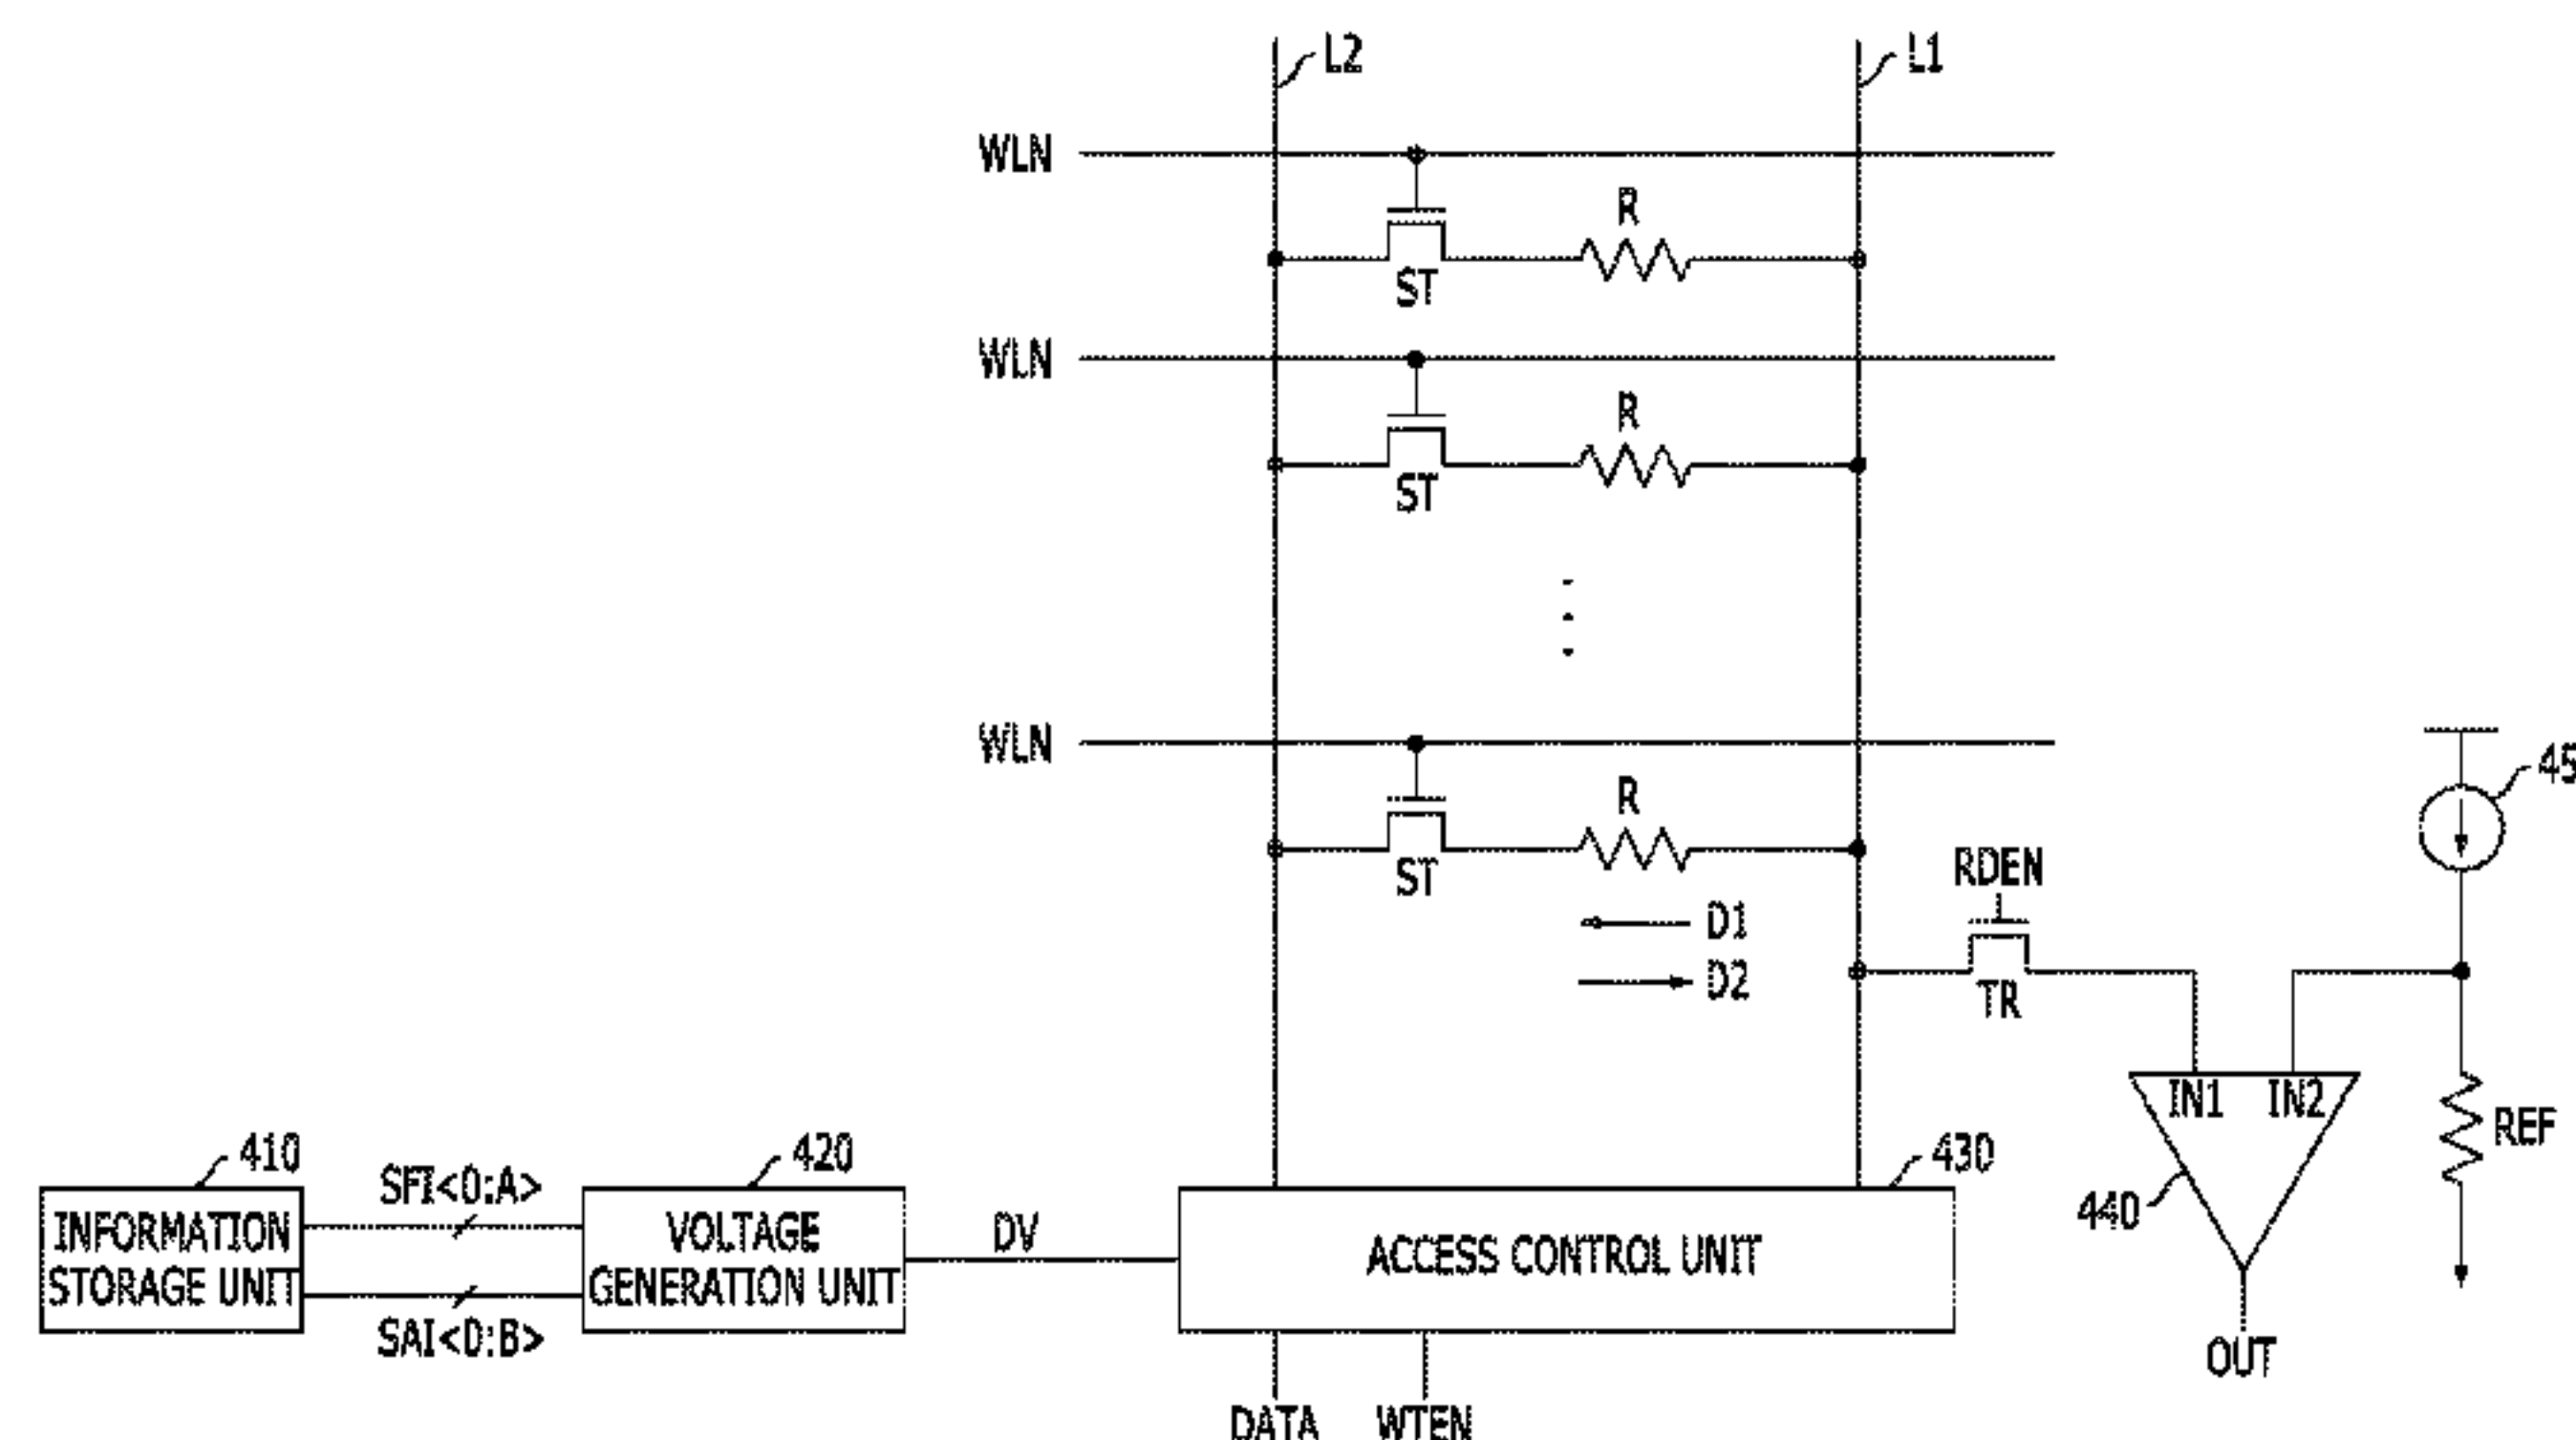 L2
L1
WLN
R
ST
WLN
R
ST
WLN
R
ST
45
RDEN
D1
D2
TR
IN1 IN2
REF
440
410
SFI<0:A>
420
430
INFORMATION
STORAGE UNIT
VOLTAGE
GENERATION UNIT
DV
ACCESS CONTROL UNIT
SAI<0:B>
OUT
DATA
WTEN